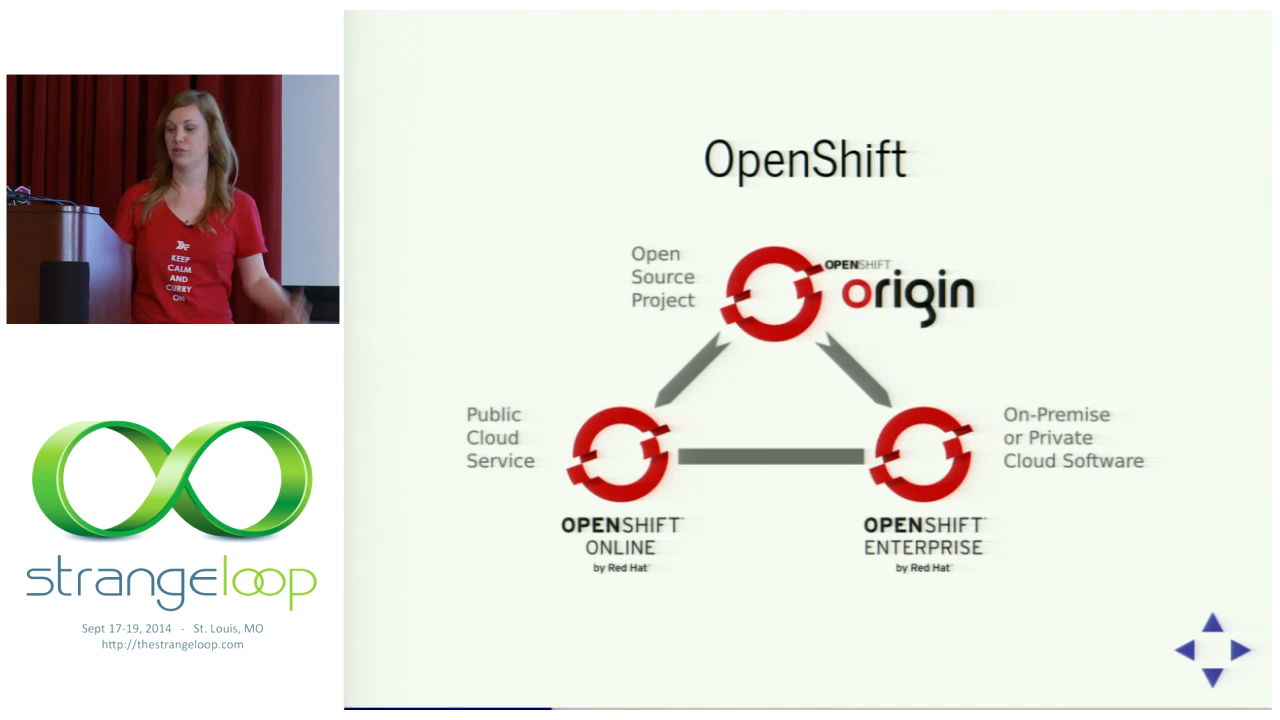 KEEP
CALM
AND
CURRY
ON
strangeloop
Sept 17-19, 2014 - St. Louis, MO
http://thestrangeloop.com
OpenShift
Open
Source
Project
OPENSHIFT
origin
Public
Cloud
Service
OPENSHIFT
ONLINE
by Red Hat
On-Premise
or Private
Cloud Software
OPENSHIFT
ENTERPRISE
by Red Hat